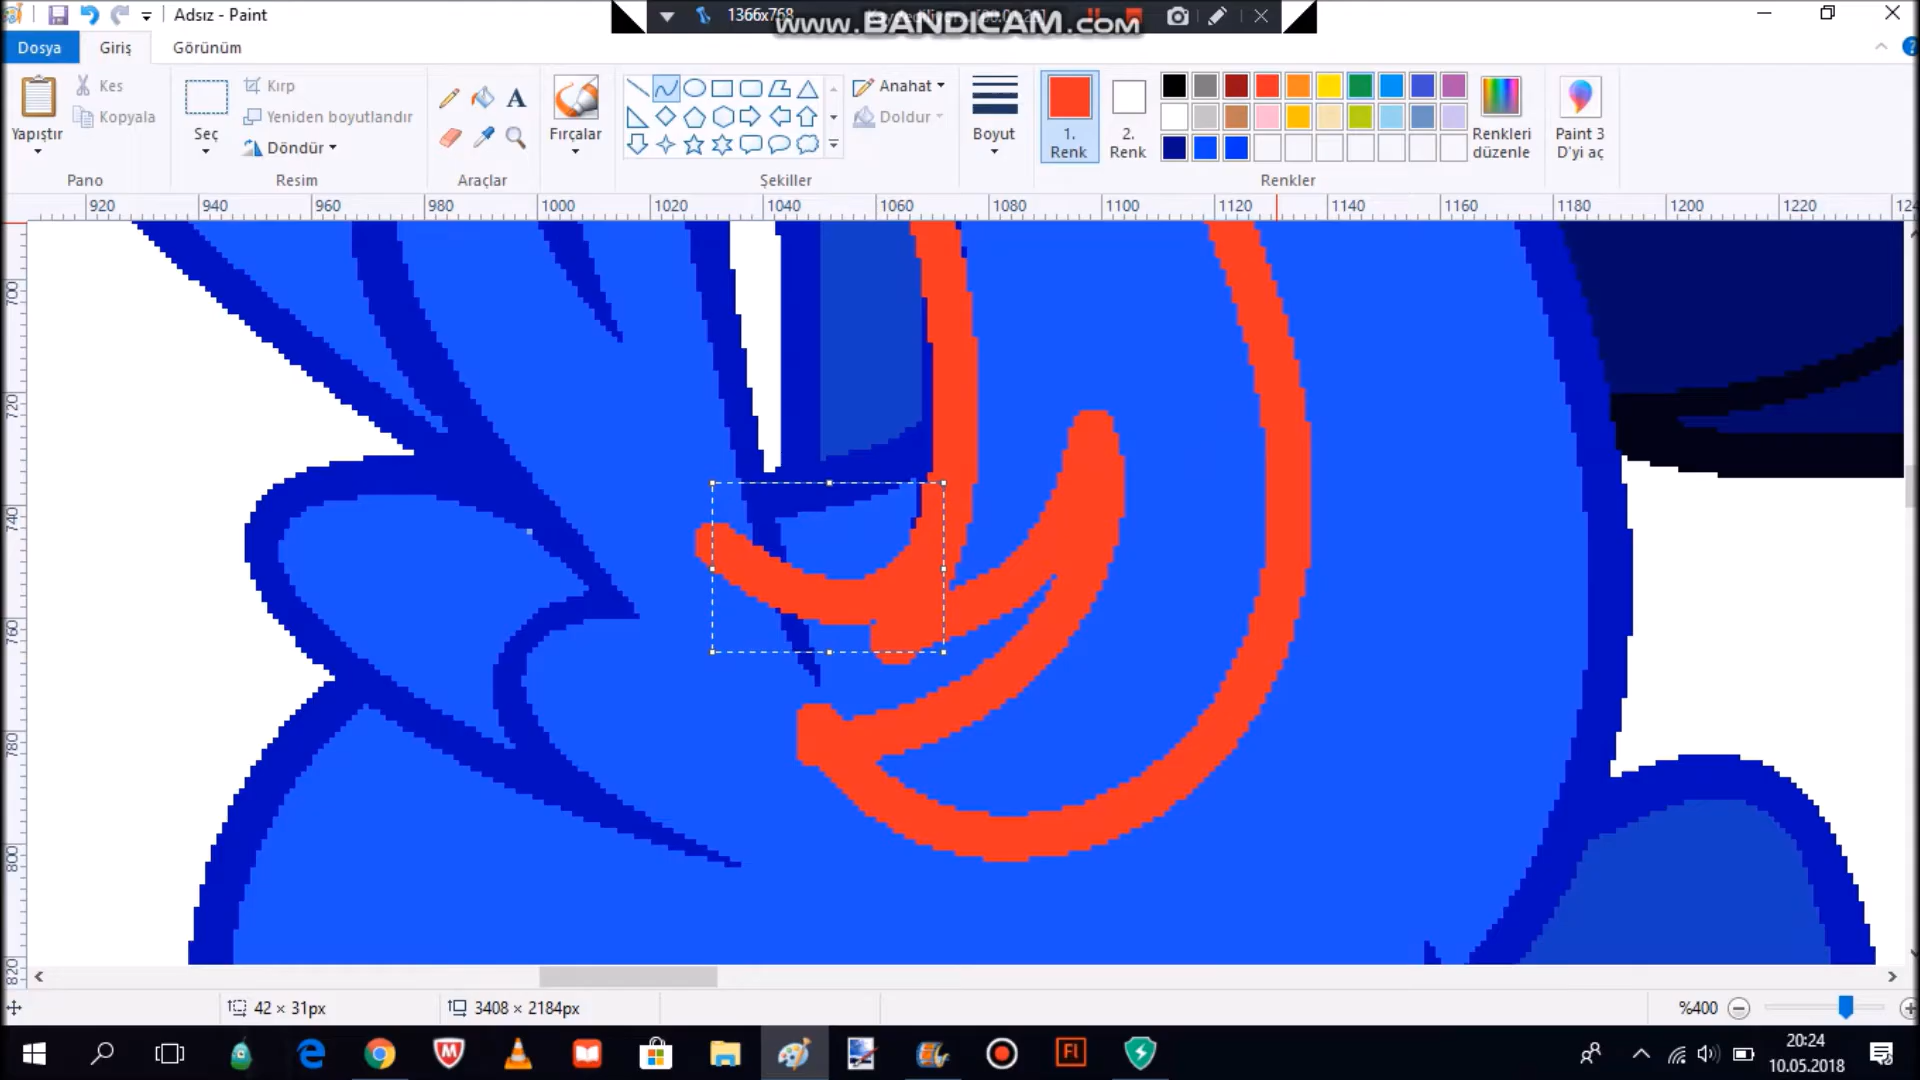 Adsız - Paint
1366x768
www.BANDICAM.com
Dosya
Giriş
Görünüm
Yapıştır
Kes
Kopyala
Pano
Seç
Kırp
Yeniden boyutlandır
Döndür
Resim
A
Araçlar
Fırçalar
Şekiller
Anahat
Doldur
Boyut
1.
Renk
2.
Renk
Renkleri
düzenle
Renkler
Paint 3
D'yi aç
920 940 960 980 1000 1020 1040 1060 1080 1100 1120 1140 1160 1180 1200 1220
700
720
740
760
780
800
820
42 × 31px
3408 × 2184px
%400
Fl
20:24
10.05.2018